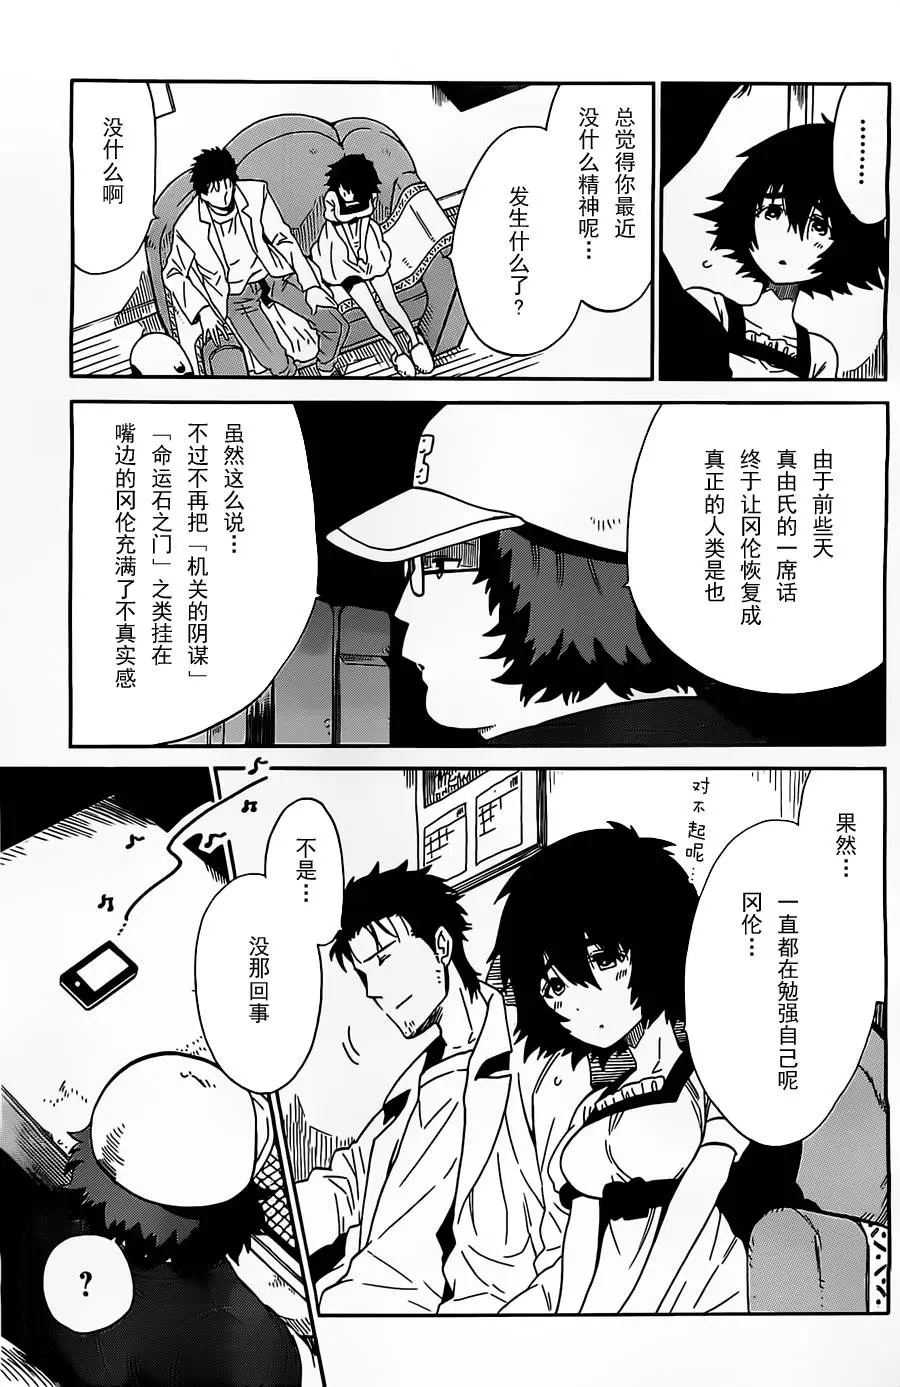 ………
总觉得你最近
没什么精神呢…
发生什么了?
没什么啊
由于前些天
真由氏的一席话
终于让冈伦恢复成
真正的人类是也
虽然这么说…
不过不再把「机关的阴谋」
「命运石之门」之类挂在
嘴边的冈伦充满了不真实感
果然…
一直都在勉强自己呢
冈伦…
对不起呢…
不是…
没那回事
?